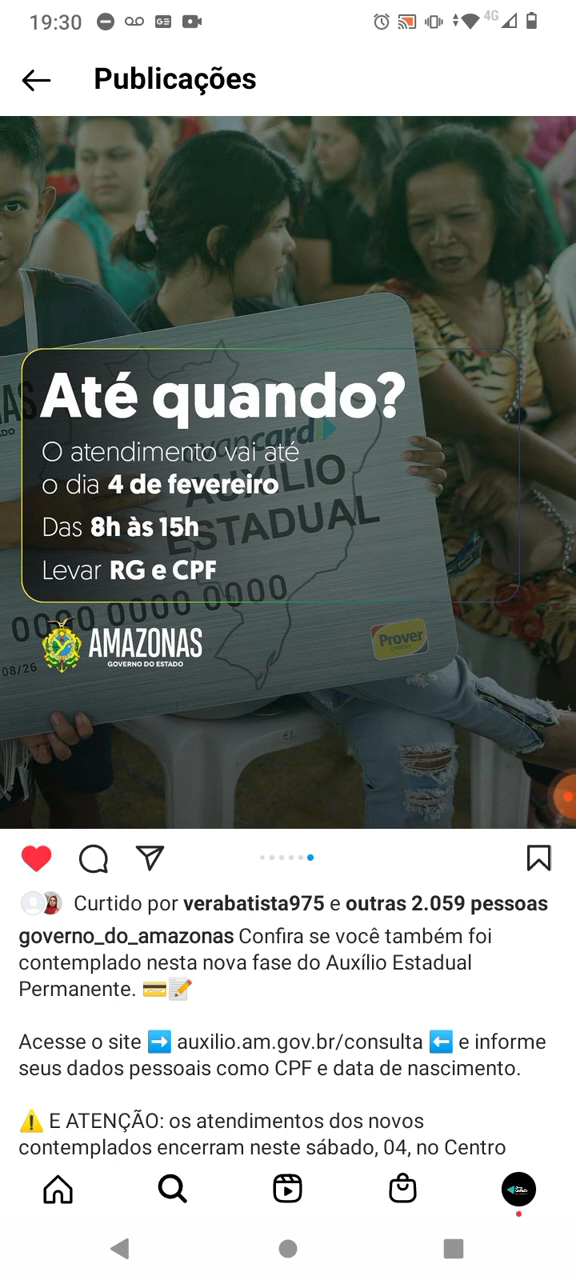 19:30
4G
Publicações
Até quando?
O atendimento vai até
o dia 4 de fevereiro
Das 8h às 15h
Levar RG e CPF
avancard
AUXÍLIO
ESTADUAL
0000 0000 0000
08/26
AMAZONAS
GOVERNO DO ESTADO
Prover
Curtido por verabatista975 e outras 2.059 pessoas
governo_do_amazonas Confira se você também foi
contemplado nesta nova fase do Auxílio Estadual
Permanente. 💳📝
Acesse o site ➡️ auxilio.am.gov.br/consulta ⬅️ e informe
seus dados pessoais como CPF e data de nascimento.
⚠️ E ATENÇÃO: os atendimentos dos novos
contemplados encerram neste sábado, 04, no Centro